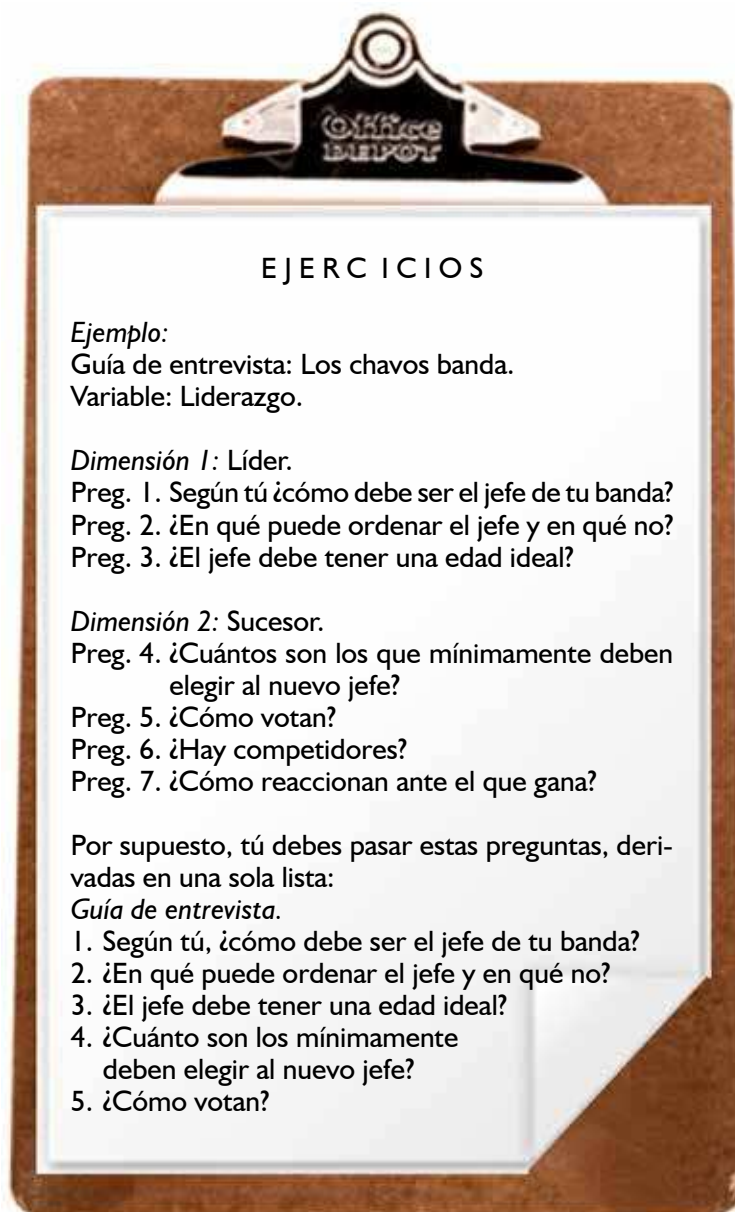 Office
DEPOT
EJERCICIOS
Ejemplo:
Guía de entrevista: Los chavos banda.
Variable: Liderazgo.
Dimensión 1: Líder.
Preg. 1. Según tú ¿cómo debe ser el jefe de tu banda?
Preg. 2. ¿En qué puede ordenar el jefe y en qué no?
Preg. 3. ¿El jefe debe tener una edad ideal?
Dimensión 2: Sucesor.
Preg. 4. ¿Cuántos son los que mínimamente deben
elegir al nuevo jefe?
Preg. 5. ¿Cómo votan?
Preg. 6. ¿Hay competidores?
Preg. 7. ¿Cómo reaccionan ante el que gana?
Por supuesto, tú debes pasar estas preguntas, deri-
vadas en una sola lista:
Guía de entrevista.
1. Según tú, ¿cómo debe ser el jefe de tu banda?
2. ¿En qué puede ordenar el jefe y en qué no?
3. ¿El jefe debe tener una edad ideal?
4. ¿Cuánto son los mínimamente
deben elegir al nuevo jefe?
5. ¿Cómo votan?